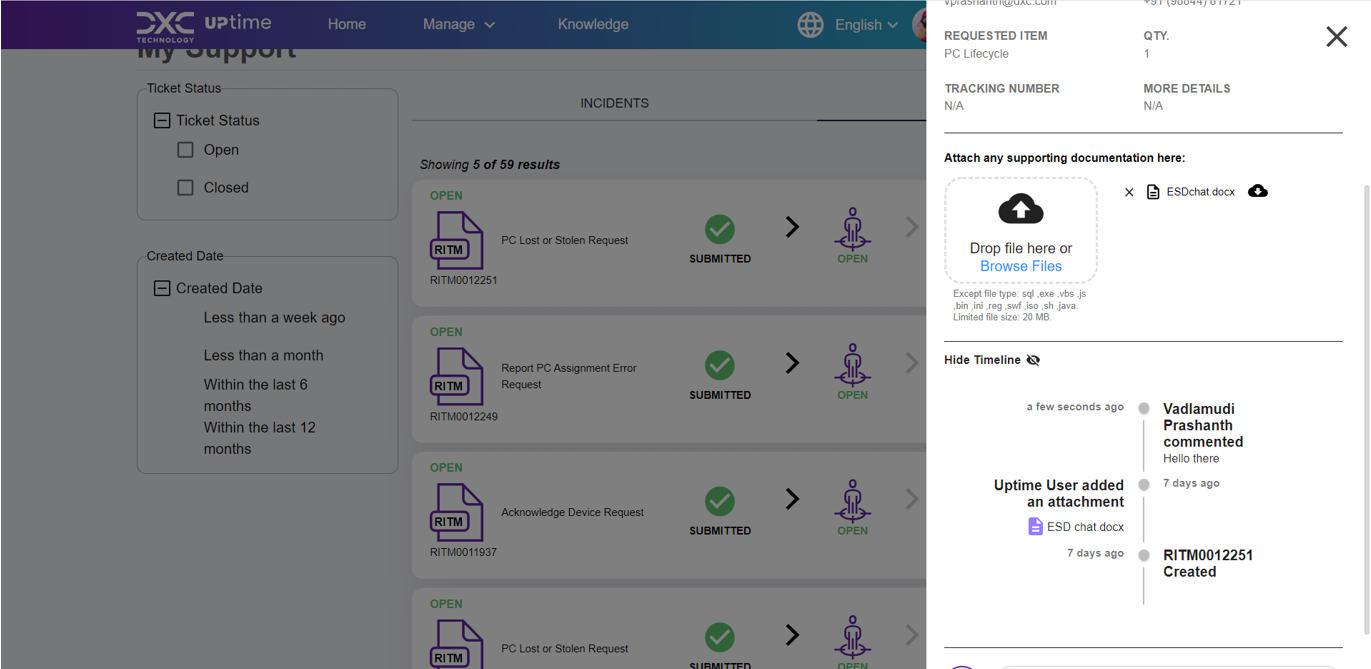 DXC
TECHNOLOGY
UPtime
Home
Manage
Knowledge
English
My Support
Ticket Status
Ticket Status
Open
Closed
Created Date
Created Date
Less than a week ago
Less than a month
Within the last 6
months
Within the last 12
months
INCIDENTS
Showing 5 of 59 results
OPEN
RITM
RITM0012251
PC Lost or Stolen Request
SUBMITTED
OPEN
OPEN
RITM
RITM0012249
Report PC Assignment Error
Request
SUBMITTED
OPEN
OPEN
RITM
RITM0011937
Acknowledge Device Request
SUBMITTED
OPEN
OPEN
RITM
PC Lost or Stolen Request
SUBMITTED
OPEN
vprashanth@dxc.com
+91 (98844) 81721
REQUESTED ITEM
PC Lifecycle
QTY.
1
TRACKING NUMBER
N/A
MORE DETAILS
N/A
Attach any supporting documentation here:
Drop file here or
Browse Files
Except file type: sql ,exe ,vbs ,js
,bin ,ini ,reg ,swf ,iso ,sh ,java.
Limited file size: 20 MB.
ESDchat.docx
Hide Timeline
a few seconds ago
Vadlamudi
Prashanth
commented
Hello there
Uptime User added
an attachment
ESD chat.docx
7 days ago
7 days ago
RITM0012251
Created